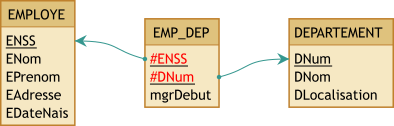 EMPLOYE
ENSS
ENom
EPrenom
EAdresse
EDateNais
EMP_DEP
#ENSS
#DNum
mgrDebut
DEPARTEMENT
DNum
DNom
DLocalisation